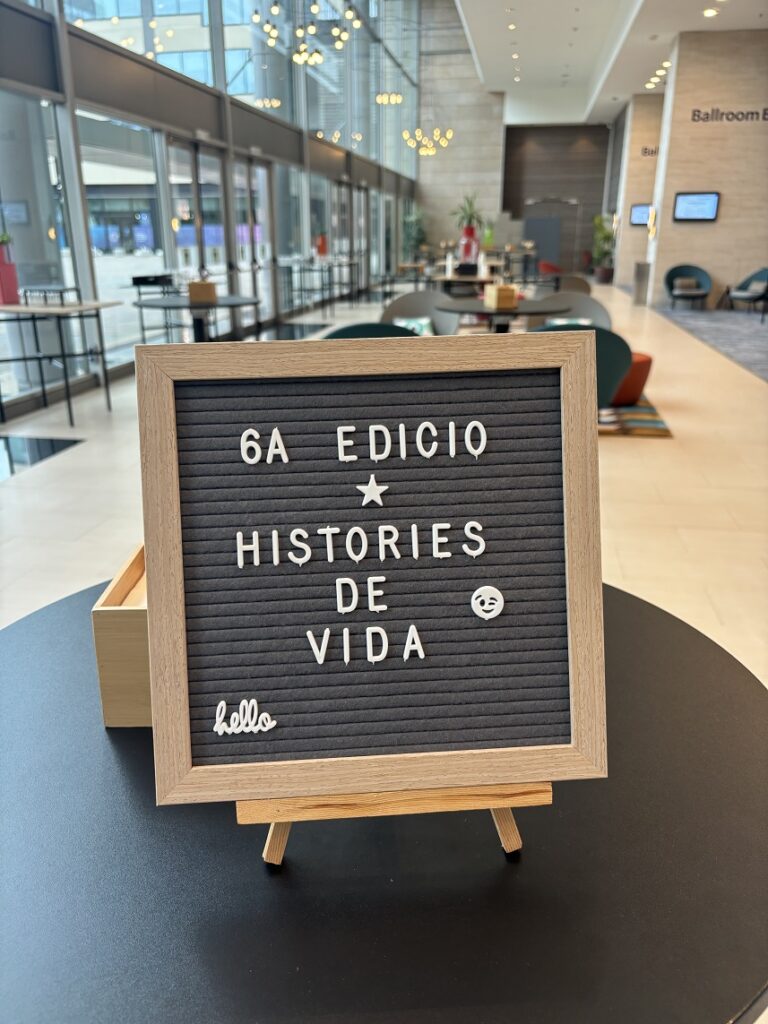 6A EDICIO
HISTORIES
DE
VIDA
hello
Ballroom